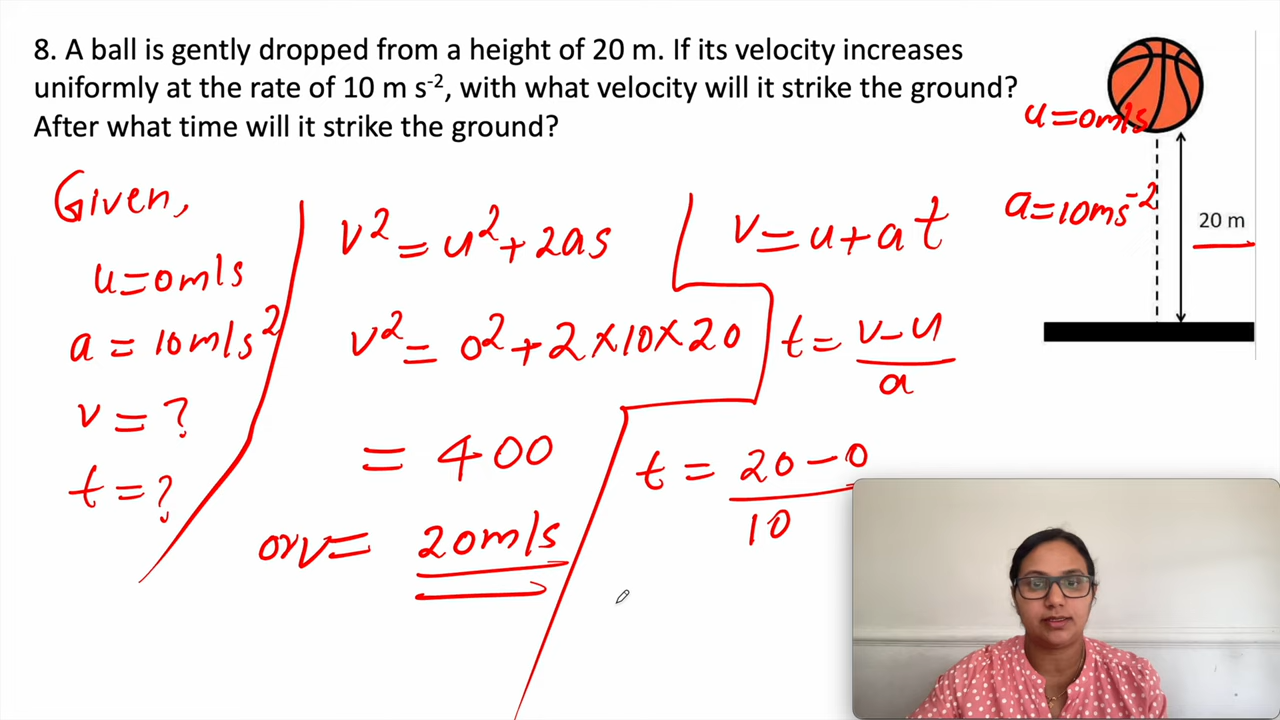 8. A ball is gently dropped from a height of 20 m. If its velocity increases
uniformly at the rate of 10 m s⁻², with what velocity will it strike the ground?
After what time will it strike the ground?
u=0m/s
a=10ms⁻²
20 m
Given,
u=0m/s
a = 10m/s²
v = ?
t = ?
v² = u² + 2as
v² = 0² + 2×10×20
= 400
or v = 20m/s
v = u + at
t = v-u/a
t = 20-0/10